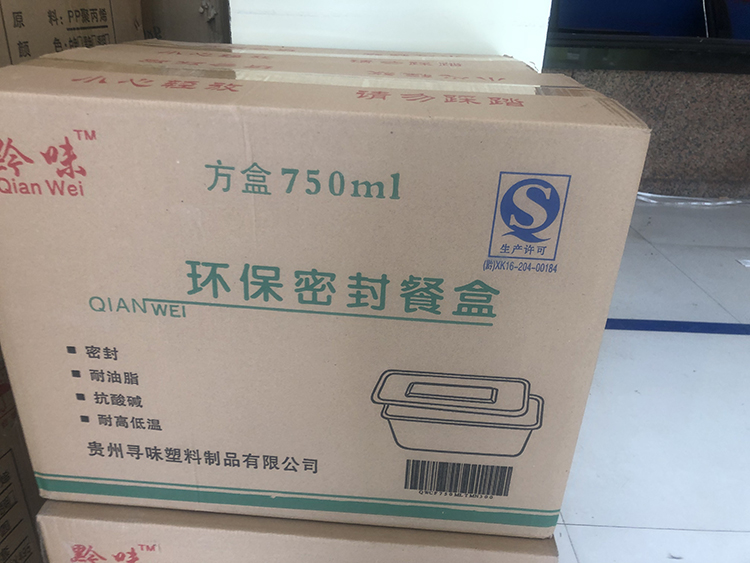 原 料:PP聚丙烯
小心轻放
请勿踩踏
黔味™
Qian Wei
方盒750ml
生产许可
(黔)XK16-204-00184
环保密封餐盒
QIANWEI
■ 密封
■ 耐油脂
■ 抗酸碱
■ 耐高低温
贵州寻味塑料制品有限公司
黔味™